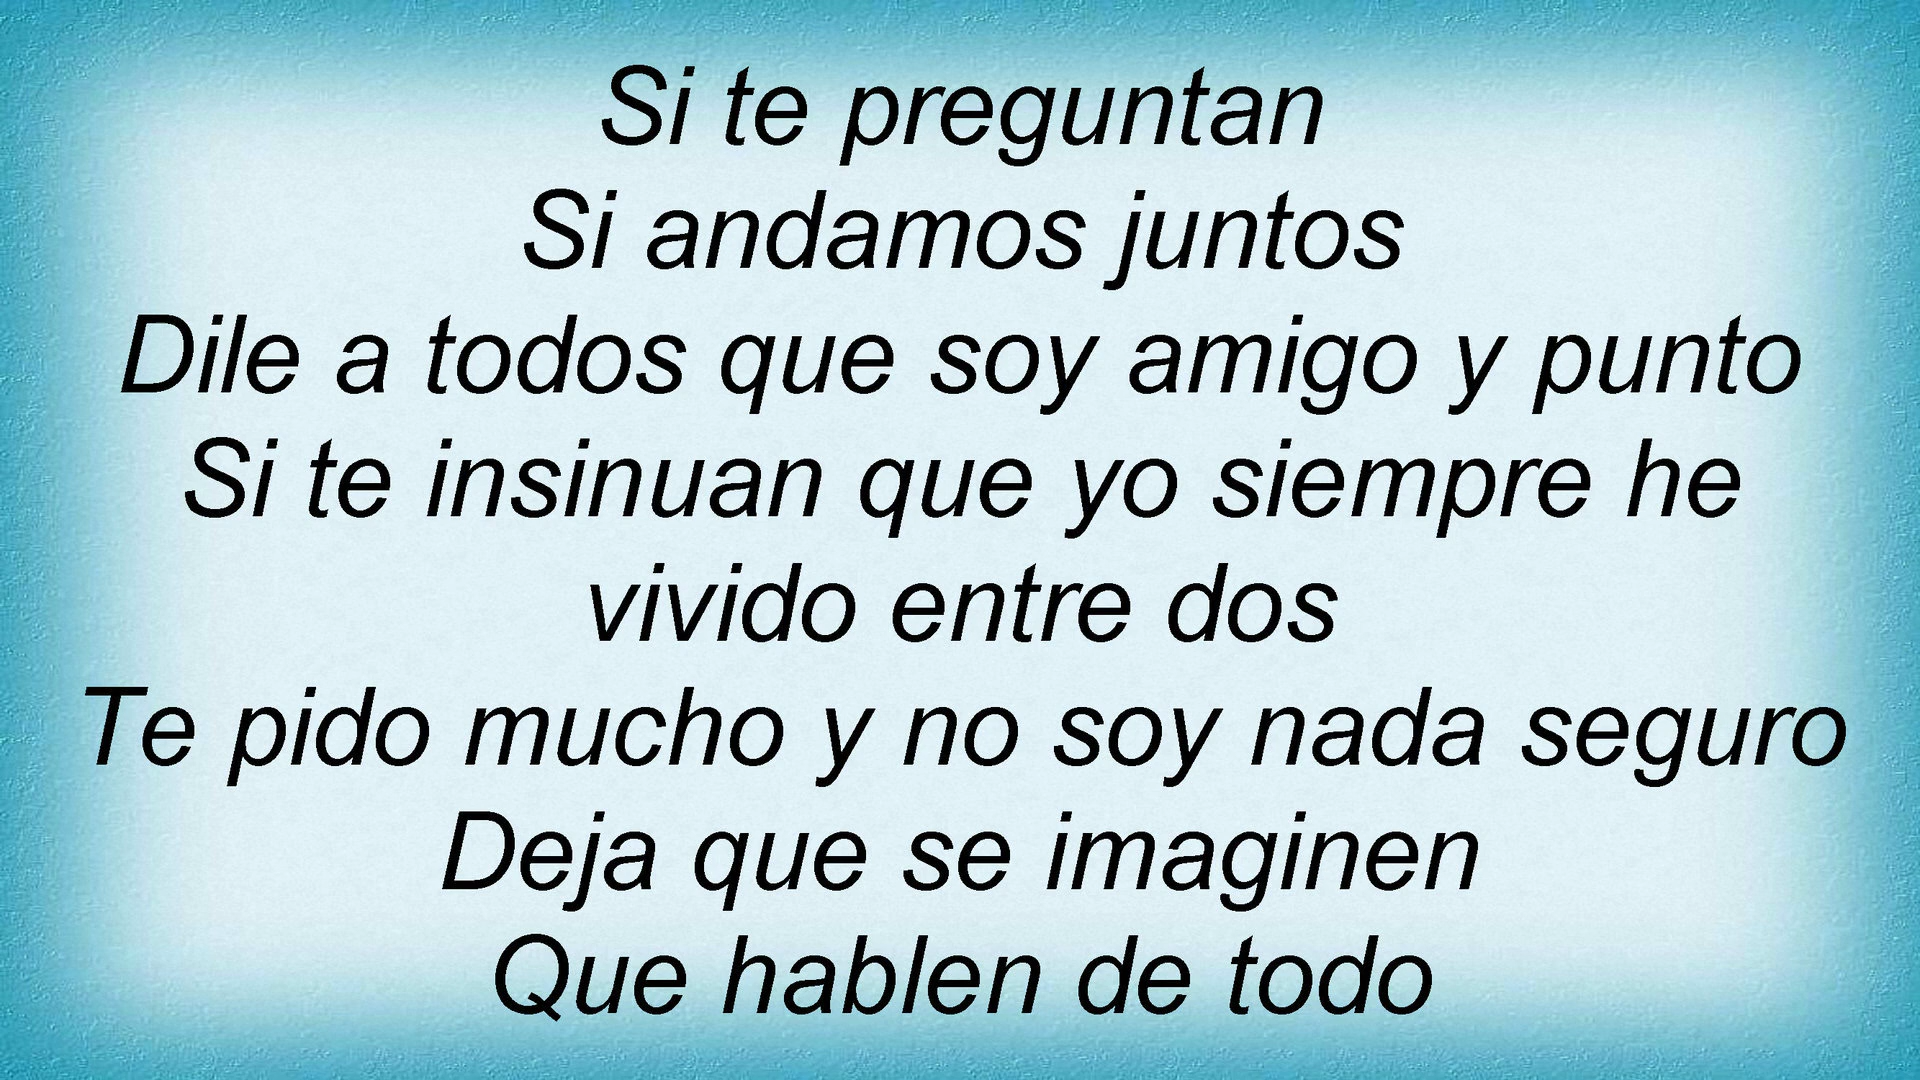 Si te preguntan
Si andamos juntos
Dile a todos que soy amigo y punto
Si te insinuan que yo siempre he
vivido entre dos
Te pido mucho y no soy nada seguro
Deja que se imaginen
Que hablen de todo